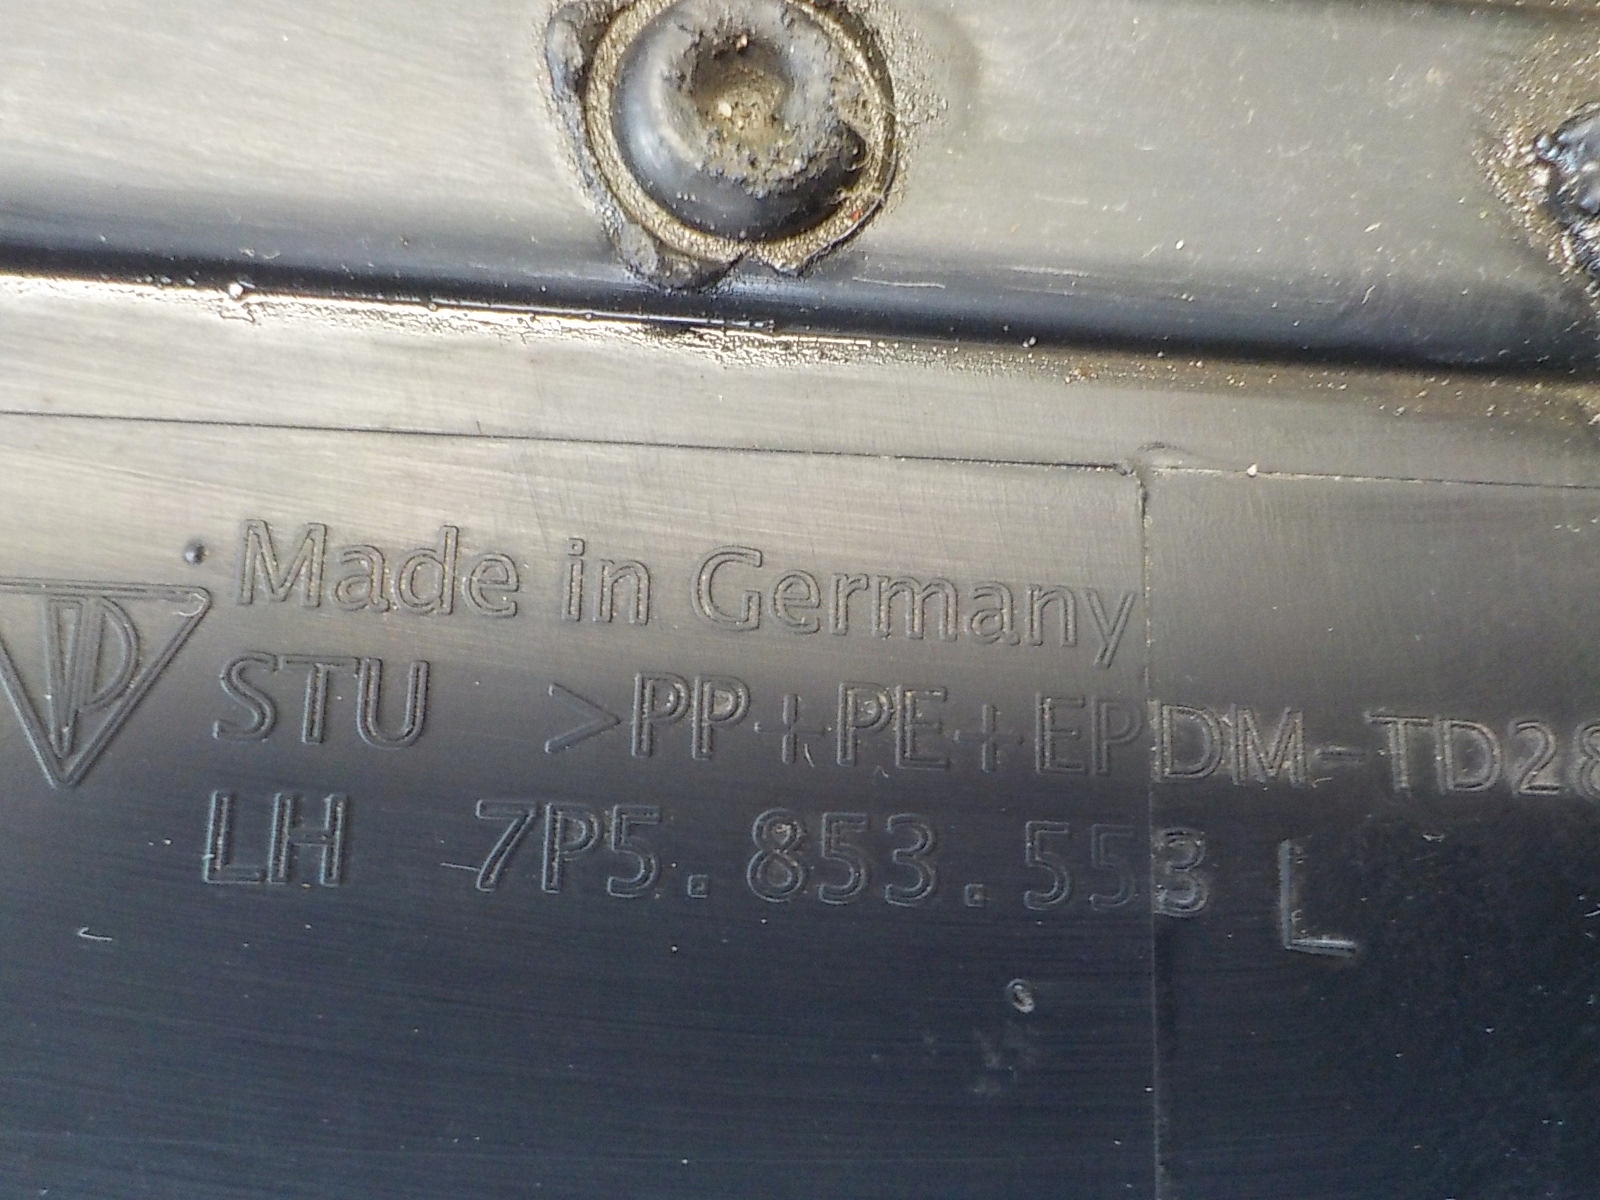 Made in Germany
STU >PP+PE+EPDM-TD28
LH 7P5.853.553 L